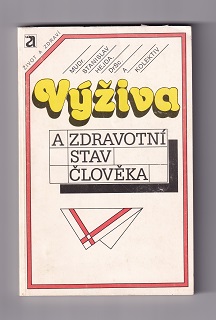 a
ŽIVOT A ZDRAVÍ
MUDr
STANISLAV
HEJDA
DrSc
A
KOLEKTIV
Výživa
A ZDRAVOTNÍ
STAV
ČLOVĚKA